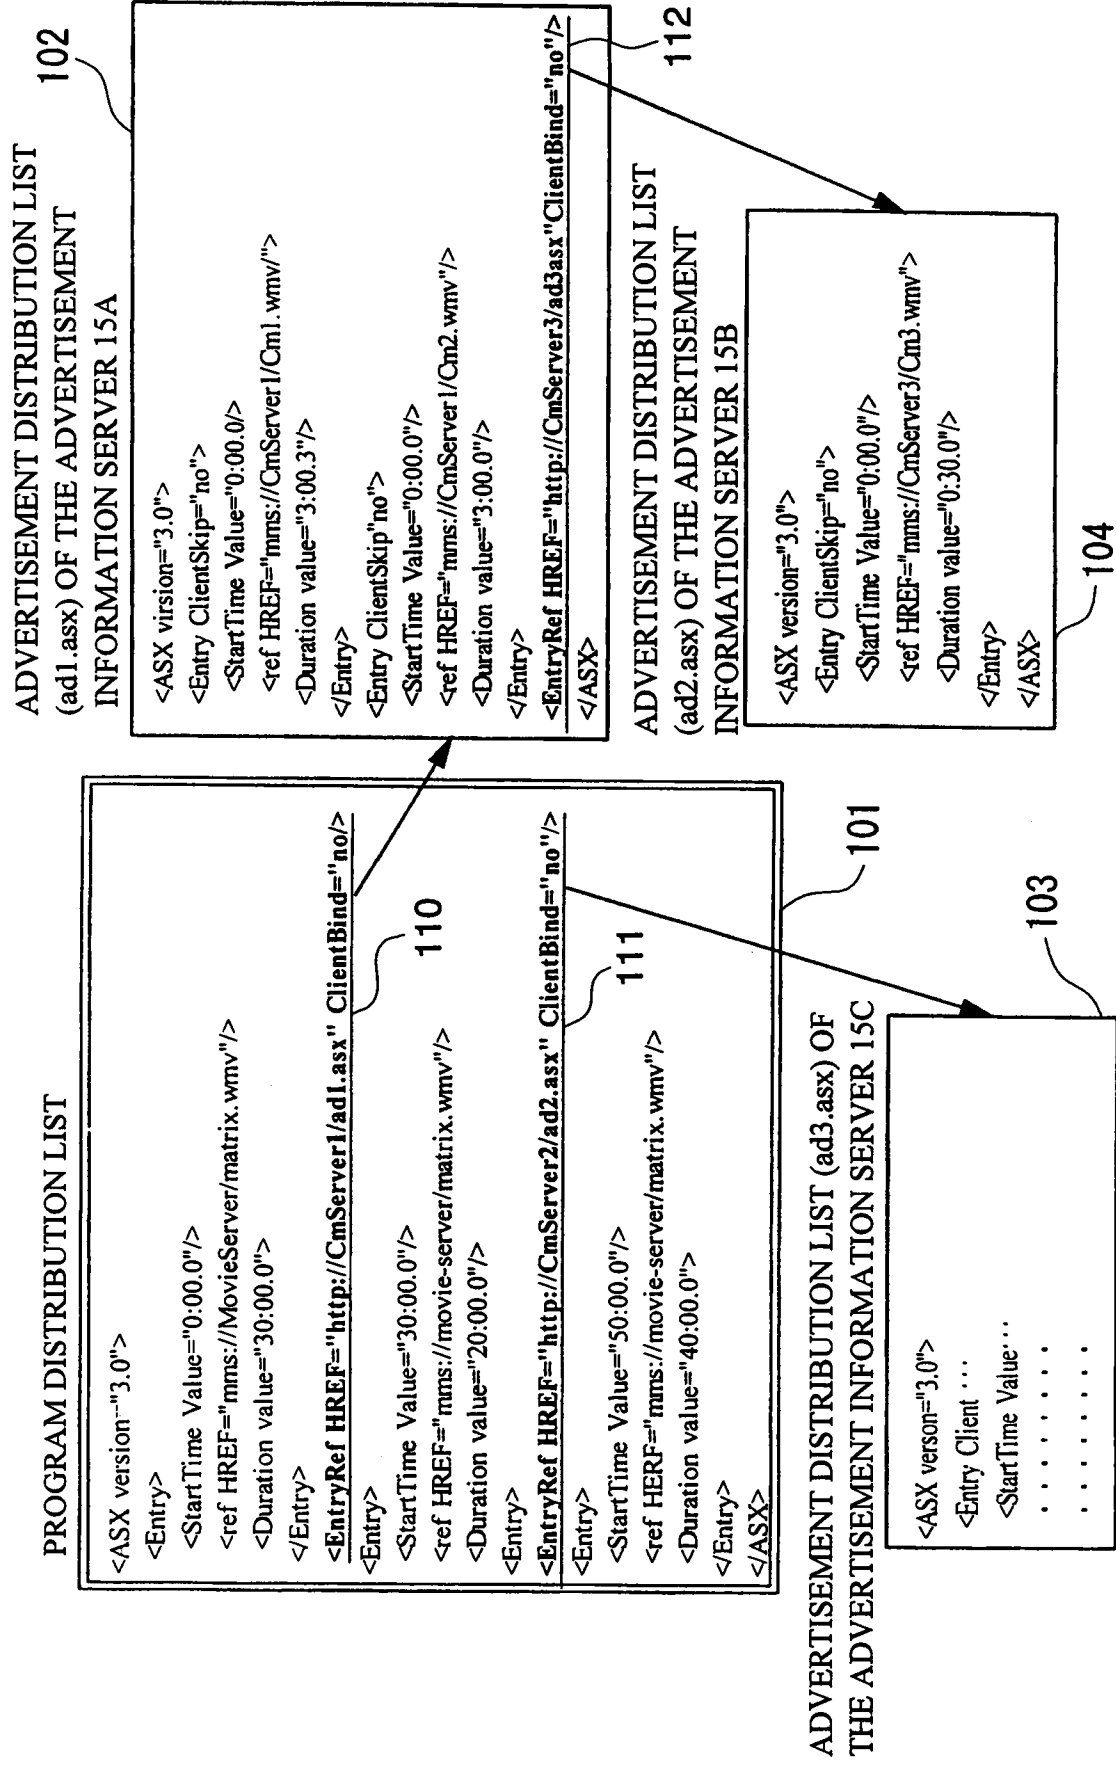 PROGRAM DISTRIBUTION LIST
<ASX version="3.0">
<Entry>
<StartTime Value="0:00.0"/>
<ref HREF="mms://MovieServer/matrix.wmv"/>
<Duration value="30:00.0">
</Entry>
<EntryRef HREF="http://CmServer1/ad1.asx" ClientBind="no/>
<Entry>
<StartTime Value="30:00.0"/>
<ref HREF="mms://movie-server/matrix.wmv"/>
<Duration value="20:00.0"/>
<Entry>
<EntryRef HREF="http://CmServer2/ad2.asx" ClientBind="no"/>
<Entry>
<StartTime Value="50:00.0"/>
<ref HERF="mms://movie-server/matrix.wmv"/>
<Duration value="40:00.0">
</Entry>
</ASX>
110
111
101
ADVERTISEMENT DISTRIBUTION LIST
(ad1.asx) OF THE ADVERTISEMENT
INFORMATION SERVER 15A
102
<ASX virsion="3.0">
<Entry ClientSkip="no">
<StartTime Value="0:00.0/>
<ref HREF="mms://CmServer1/Cm1.wmv/">
<Duration value="3:00.3"/>
</Entry>
<Entry ClientSkip"no">
<StartTime Value="0:00.0"/>
<ref HREF="mms://CmServer1/Cm2.wmv"/>
<Duration value="3:00.0"/>
</Entry>
<EntryRef HREF="http://CmServer3/ad3asx"ClientBind="no"/>
</ASX>
112
ADVERTISEMENT DISTRIBUTION LIST (ad3.asx) OF
THE ADVERTISEMENT INFORMATION SERVER 15C
<ASX verson="3.0">
<Entry Client ···
<StartTime Value···
· · · · · · · ·
· · · · · · · ·
103
ADVERTISEMENT DISTRIBUTION LIST
(ad2.asx) OF THE ADVERTISEMENT
INFORMATION SERVER 15B
<ASX version="3.0">
<Entry ClientSkip="no">
<StartTime Value="0:00.0"/>
<ref HREF="mms://CmServer3/Cm3.wmv">
<Duration value="0:30.0"/>
</Entry>
</ASX>
104